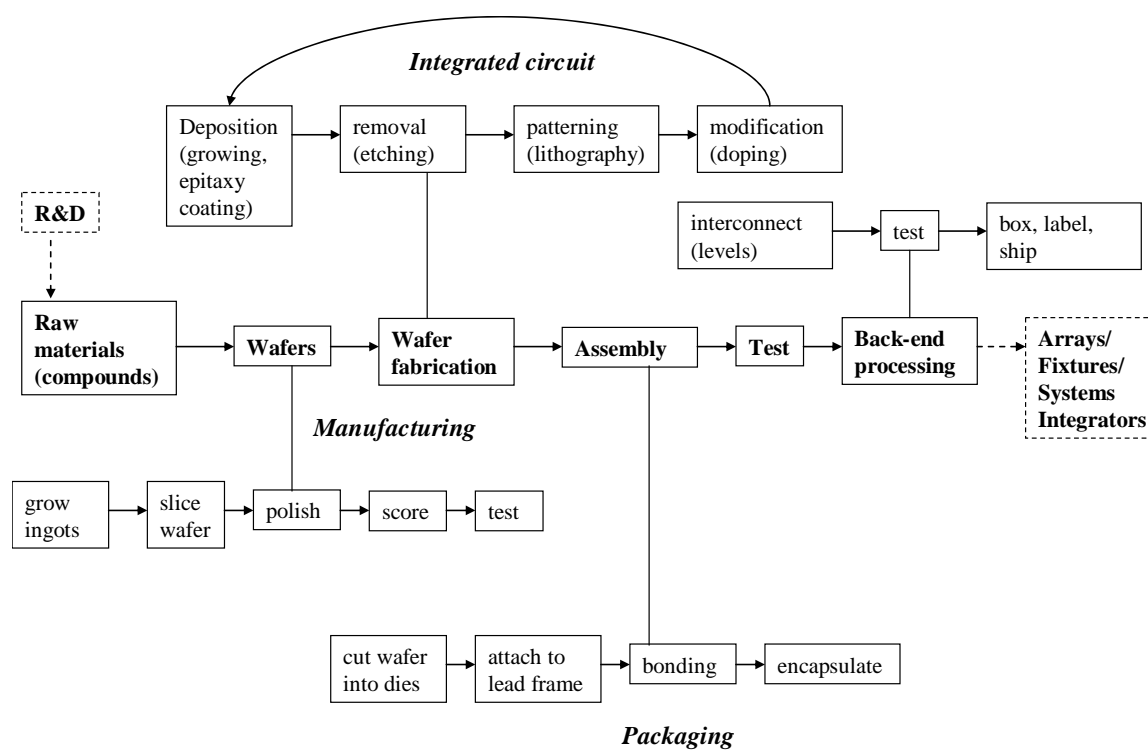 Integrated circuit
Deposition
(growing,
epitaxy
coating)
removal
(etching)
patterning
(lithography)
modification
(doping)
R&D
interconnect
(levels)
test
box, label,
ship
Raw
materials
(compounds)
Wafers
Wafer
fabrication
Assembly
Test
Back-end
processing
Arrays/
Fixtures/
Systems
Integrators
Manufacturing
grow
ingots
slice
wafer
polish
score
test
cut wafer
into dies
attach to
lead frame
bonding
encapsulate
Packaging